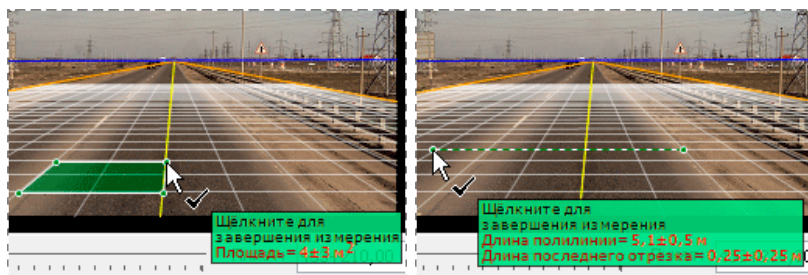 Щёлкните для
завершения измерения
Площадь= 4±3 м²
Щёлкните для
завершения измерения
Длина полилинии= 5,1±0,5 м
Длина последнего отрезка= 0,25±0,25 м